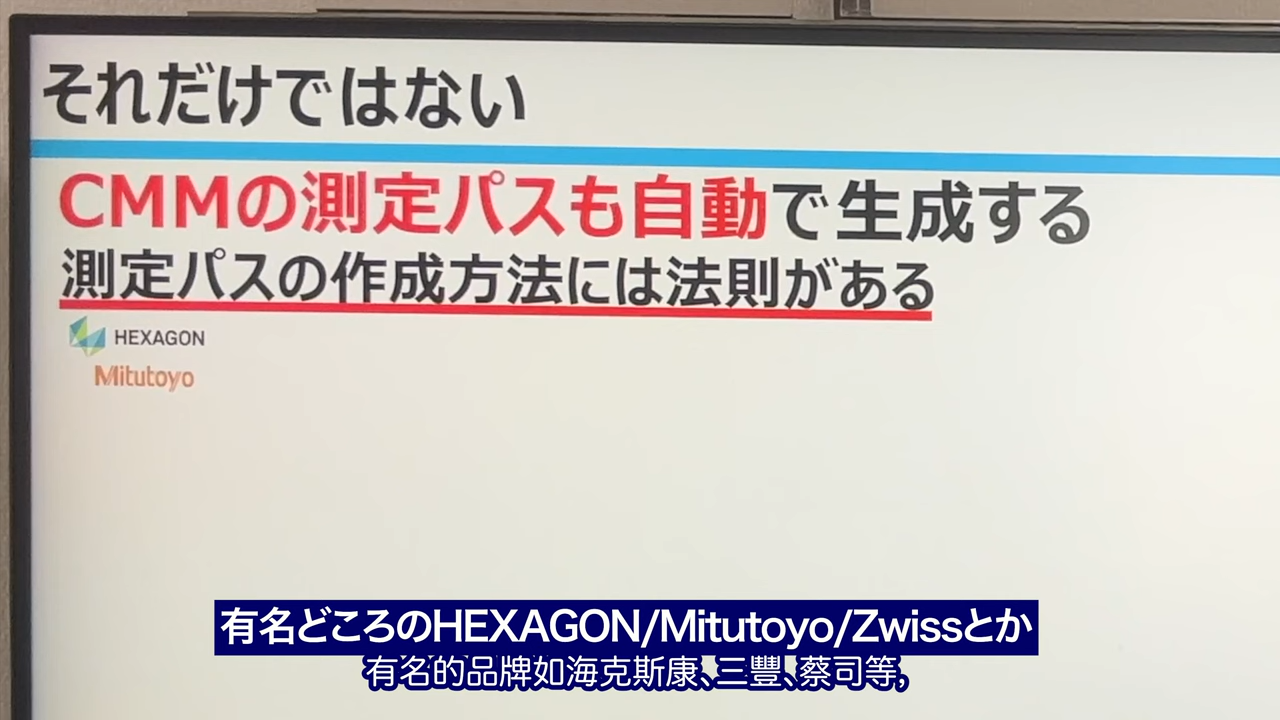 それだけではない
CMMの測定パスも自動で生成する
測定パスの作成方法には法則がある
HEXAGON
Mitutoyo
有名どころのHEXAGON/Mitutoyo/Zwissとか
有名的品牌如海克斯康、三豐、蔡司等,